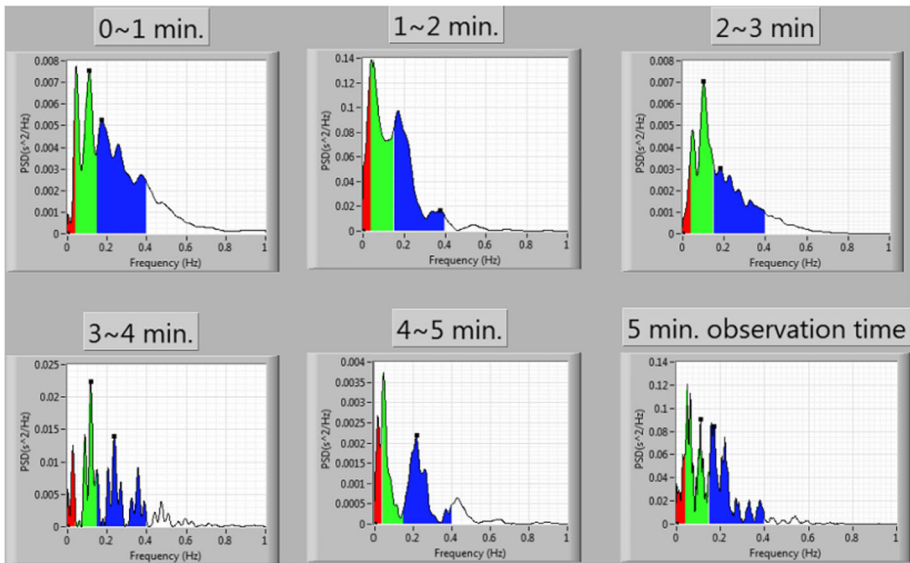 0~1 min.
1~2 min.
2~3 min
0.008
0.007
0.006
0.005
0.004
0.003
0.002
0.001
0
PSD(s^2/Hz)
0 0.2 0.4 0.6 0.8 1
Frequency (Hz)
0.14
0.12
0.1
0.08
0.06
0.04
0.02
0
PSD(s^2/Hz)
0 0.2 0.4 0.6 0.8 1
Frequency (Hz)
0.008
0.007
0.006
0.005
0.004
0.003
0.002
0.001
0
PSD(s^2/Hz)
0 0.2 0.4 0.6 0.8 1
Frequency (Hz)
3~4 min.
4~5 min.
5 min. observation time
0.025
0.02
0.015
0.01
0.005
0
PSD(s^2/Hz)
0 0.2 0.4 0.6 0.8 1
Frequency (Hz)
0.004
0.0035
0.003
0.0025
0.002
0.0015
0.001
0.0005
0
PSD(s^2/Hz)
0 0.2 0.4 0.6 0.8 1
Frequency (Hz)
0.14
0.12
0.1
0.08
0.06
0.04
0.02
0
PSD(s^2/Hz)
0 0.2 0.4 0.6 0.8 1
Frequency (Hz)